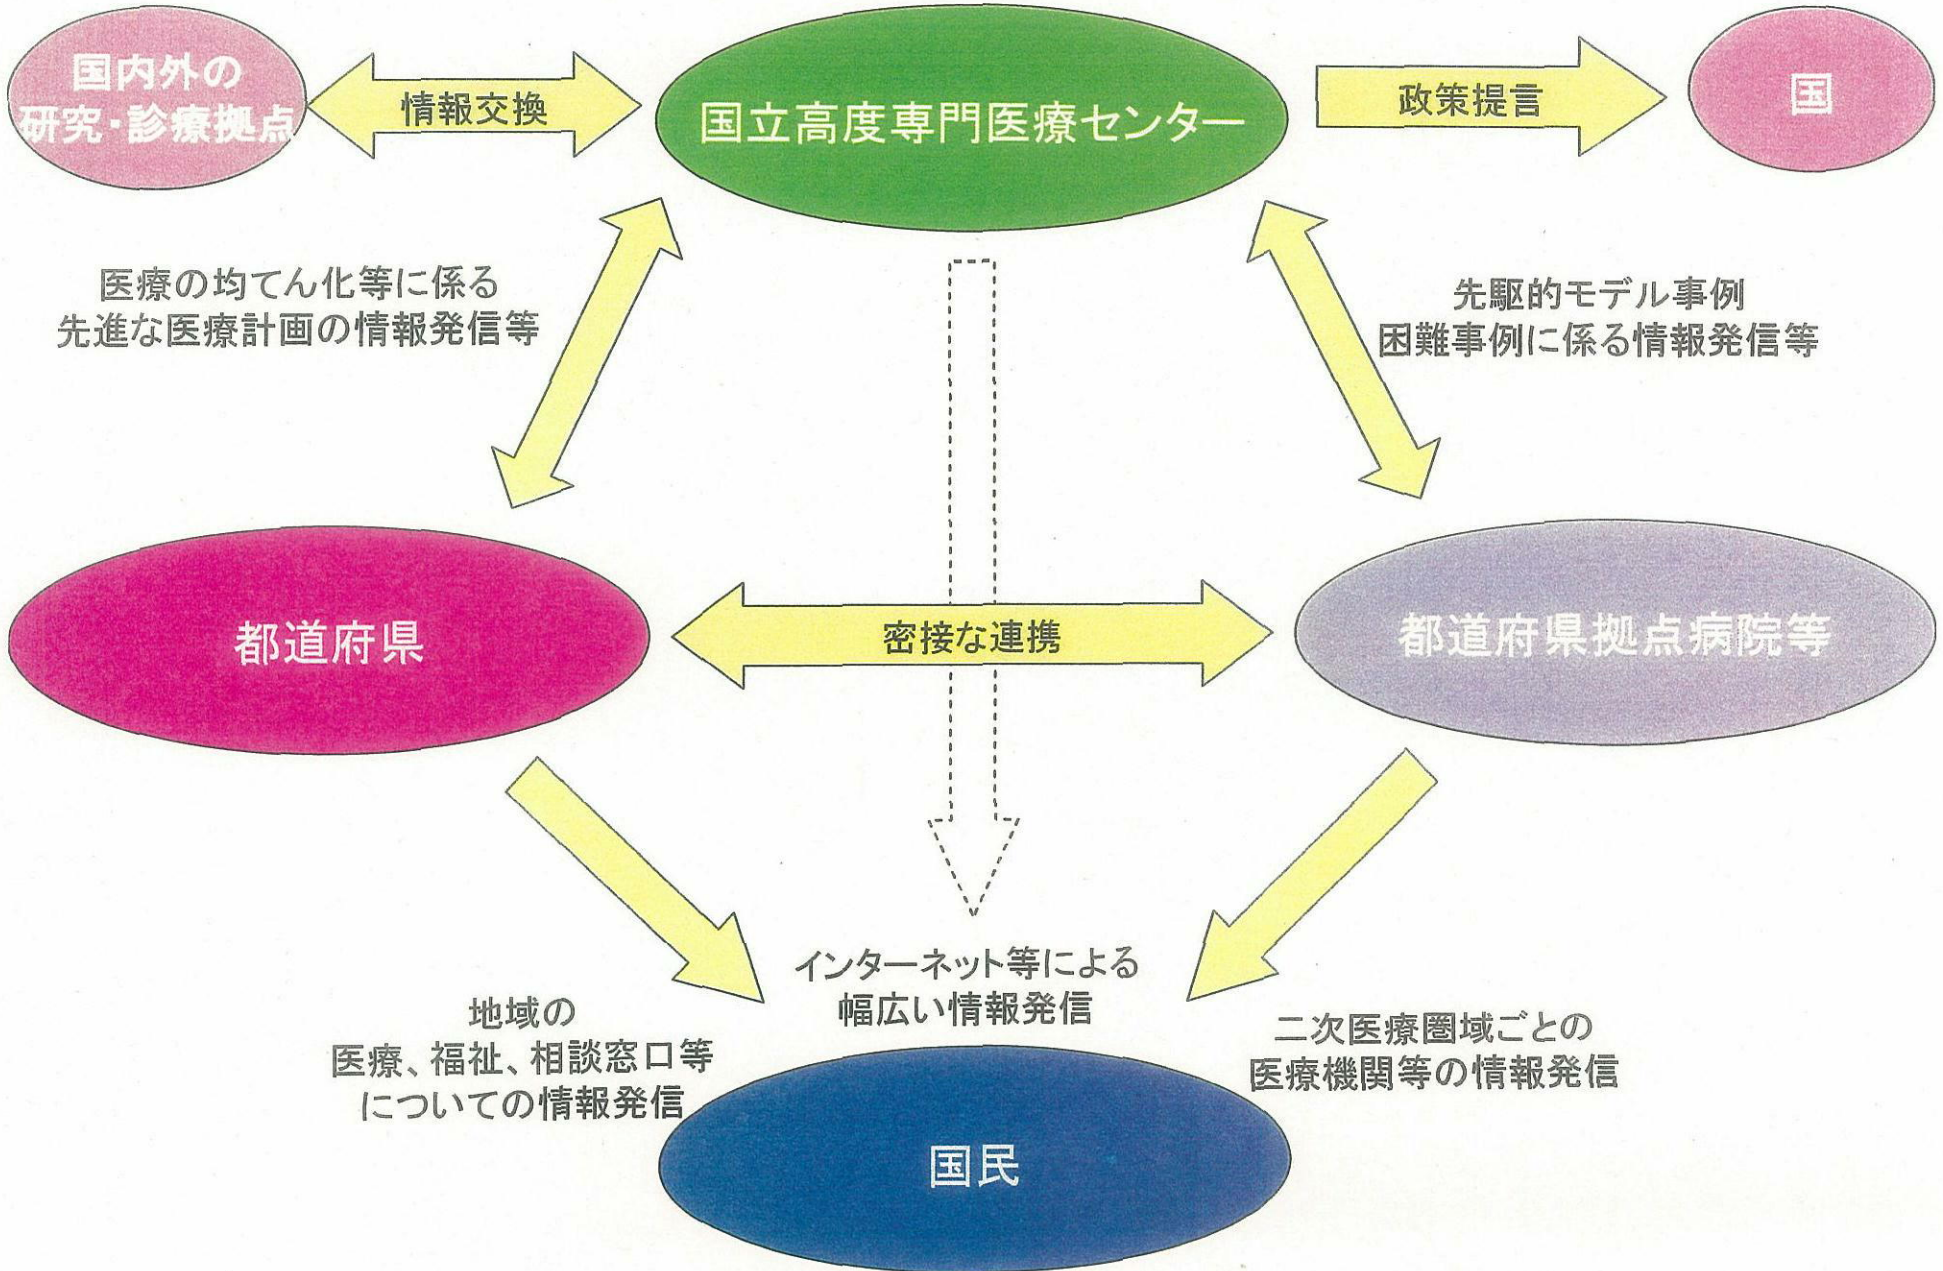 国内外の
研究・診療拠点
情報交換
国立高度専門医療センター
政策提言
国
医療の均てん化等に係る
先進な医療計画の情報発信等
先駆的モデル事例
困難事例に係る情報発信等
都道府県
密接な連携
都道府県拠点病院等
インターネット等による
幅広い情報発信
地域の
医療、福祉、相談窓口等
についての情報発信
二次医療圏域ごとの
医療機関等の情報発信
国民